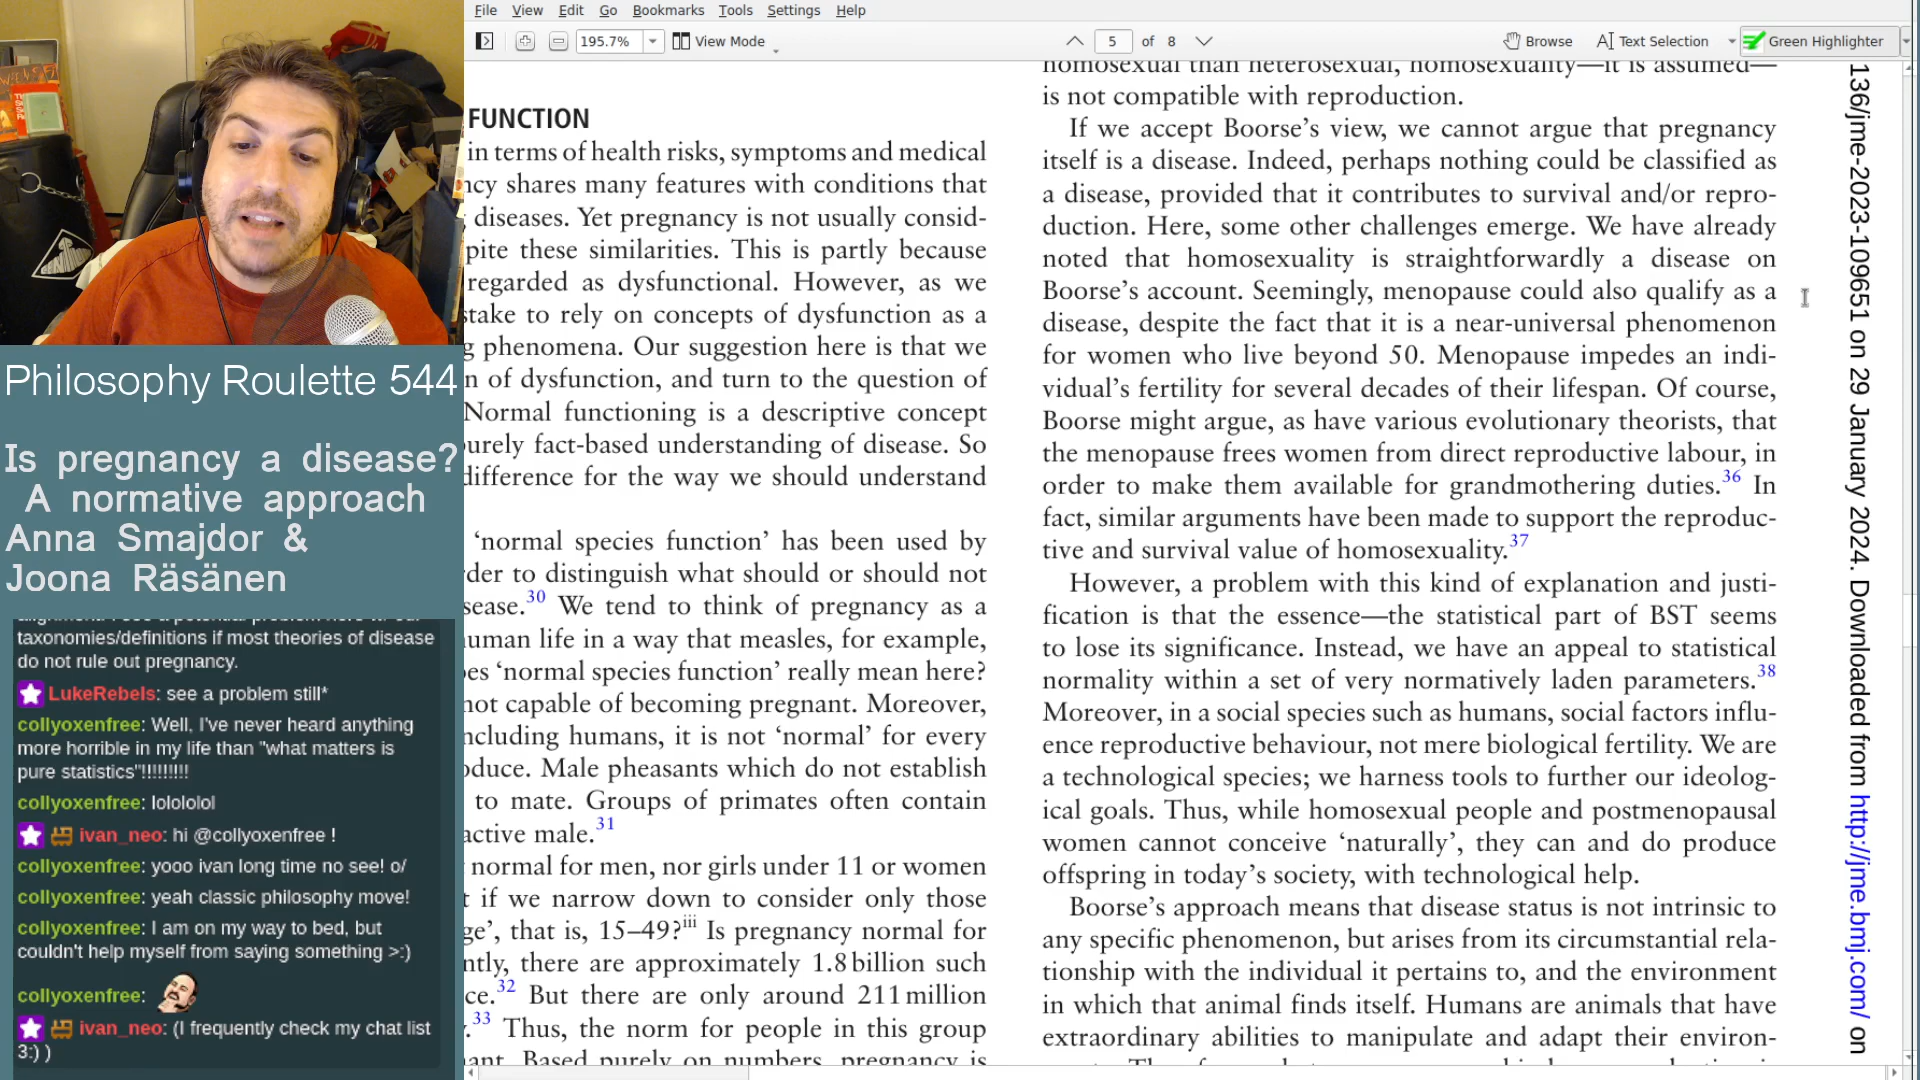 File View Edit Go Bookmarks Tools Settings Help
195.7% View Mode 5 of 8 Browse Text Selection Green Highlighter
FUNCTION
in terms of health risks, symptoms and medical
ncy shares many features with conditions that
diseases. Yet pregnancy is not usually consid-
pite these similarities. This is partly because
regarded as dysfunctional. However, as we
stake to rely on concepts of dysfunction as a
g phenomena. Our suggestion here is that we
n of dysfunction, and turn to the question of
Normal functioning is a descriptive concept
purely fact-based understanding of disease. So
difference for the way we should understand
'normal species function' has been used by
rder to distinguish what should or should not
sease.30 We tend to think of pregnancy as a
human life in a way that measles, for example,
es 'normal species function' really mean here?
not capable of becoming pregnant. Moreover,
ncluding humans, it is not 'normal' for every
oduce. Male pheasants which do not establish
to mate. Groups of primates often contain
active male.31
normal for men, nor girls under 11 or women
t if we narrow down to consider only those
ge', that is, 15–49?iii Is pregnancy normal for
ntly, there are approximately 1.8 billion such
ce.32 But there are only around 211 million
.33 Thus, the norm for people in this group
ant. Based purely on numbers, pregnancy is
homosexual than heterosexual, homosexuality—it is assumed—
is not compatible with reproduction.
If we accept Boorse's view, we cannot argue that pregnancy
itself is a disease. Indeed, perhaps nothing could be classified as
a disease, provided that it contributes to survival and/or repro-
duction. Here, some other challenges emerge. We have already
noted that homosexuality is straightforwardly a disease on
Boorse's account. Seemingly, menopause could also qualify as a
disease, despite the fact that it is a near-universal phenomenon
for women who live beyond 50. Menopause impedes an indi-
vidual's fertility for several decades of their lifespan. Of course,
Boorse might argue, as have various evolutionary theorists, that
the menopause frees women from direct reproductive labour, in
order to make them available for grandmothering duties.36 In
fact, similar arguments have been made to support the reproduc-
tive and survival value of homosexuality.37
However, a problem with this kind of explanation and justi-
fication is that the essence—the statistical part of BST seems
to lose its significance. Instead, we have an appeal to statistical
normality within a set of very normatively laden parameters.38
Moreover, in a social species such as humans, social factors influ-
ence reproductive behaviour, not mere biological fertility. We are
a technological species; we harness tools to further our ideolog-
ical goals. Thus, while homosexual people and postmenopausal
women cannot conceive 'naturally', they can and do produce
offspring in today's society, with technological help.
Boorse's approach means that disease status is not intrinsic to
any specific phenomenon, but arises from its circumstantial rela-
tionship with the individual it pertains to, and the environment
in which that animal finds itself. Humans are animals that have
extraordinary abilities to manipulate and adapt their environ-
136/jme-2023-109651 on 29 January 2024. Downloaded from http://jme.bmj.com/ on
Philosophy Roulette 544
Is pregnancy a disease?
A normative approach
Anna Smajdor &
Joona Räsänen
taxonomies/definitions if most theories of disease
do not rule out pregnancy.
LukeRebels: see a problem still*
collyoxenfree: Well, I've never heard anything
more horrible in my life than "what matters is
pure statistics"!!!!!!!!!
collyoxenfree: lolololol
ivan_neo: hi @collyoxenfree !
collyoxenfree: yooo ivan long time no see! o/
collyoxenfree: yeah classic philosophy move!
collyoxenfree: I am on my way to bed, but
couldn't help myself from saying something >:)
collyoxenfree:
ivan_neo: (I frequently check my chat list
3:) )